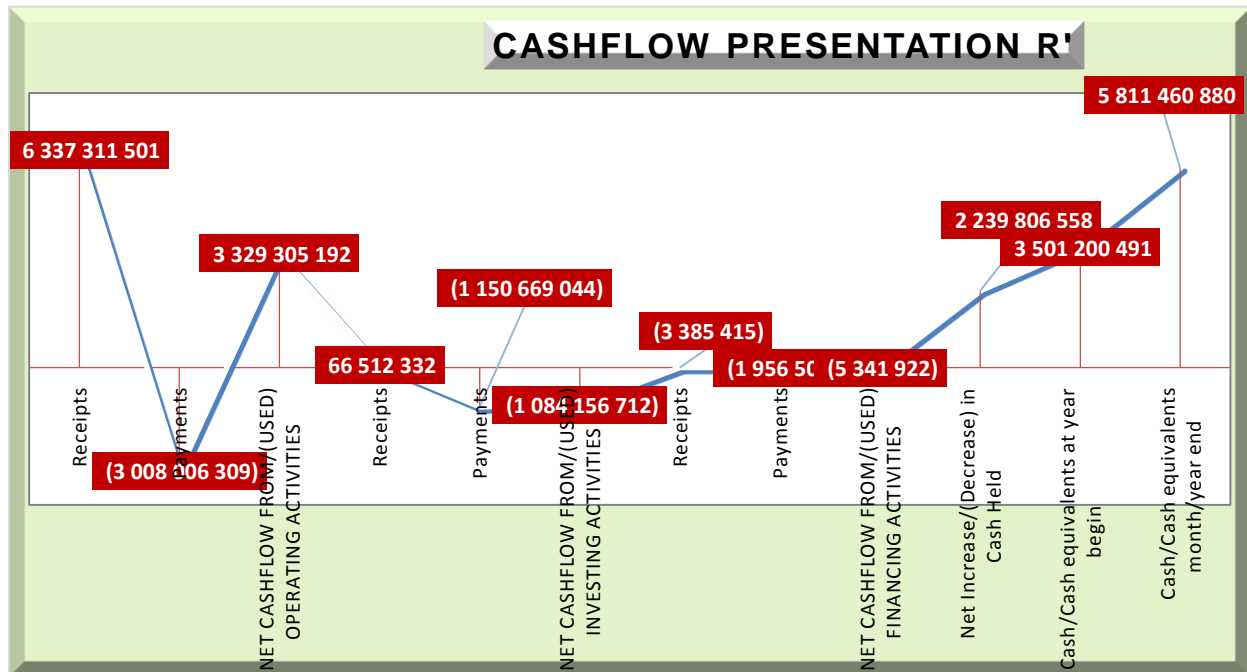 CASHFLOW PRESENTATION R'
6 337 311 501
(3 008 006 309)
3 329 305 192
66 512 332
(1 150 669 044)
(1 084 156 712)
(3 385 415)
(1 956 50
(5 341 922)
2 239 806 558
3 501 200 491
5 811 460 880
Receipts
Payments
NET CASHFLOW FROM/(USED)
OPERATING ACTIVITIES
Receipts
Payments
NET CASHFLOW FROM/(USED)
INVESTING ACTIVITIES
Receipts
Payments
NET CASHFLOW FROM/(USED)
FINANCING ACTIVITIES
Net Increase/(Decrease) in
Cash Held
Cash/Cash equivalents at year
begin
Cash/Cash equivalents
month/year end